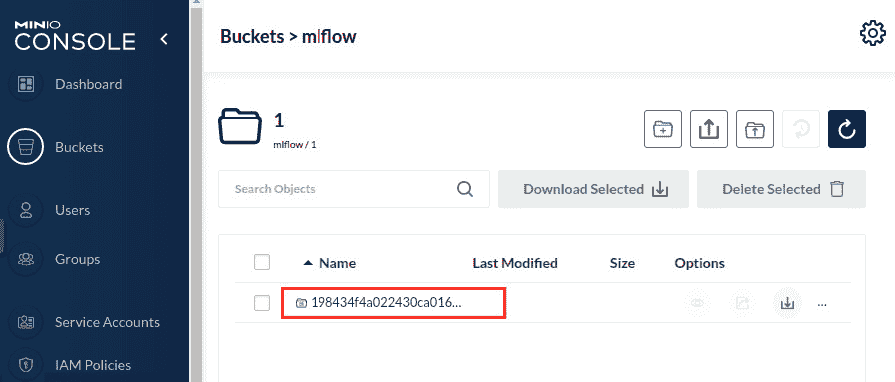 MINIO
CONSOLE
Dashboard
Buckets
Users
Groups
Service Accounts
IAM Policies
Buckets > mlflow
1
mlflow / 1
Search Objects
Download Selected
Delete Selected
Name Last Modified Size Options
198434f4a022430ca016...
...